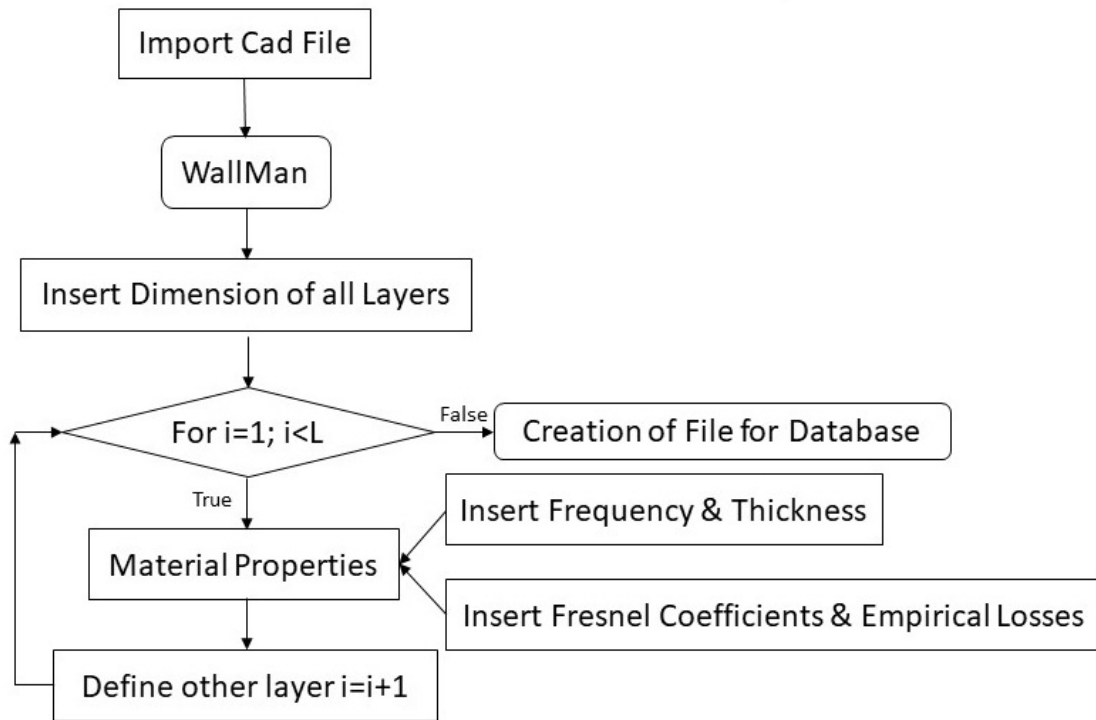 Import Cad File
WallMan
Insert Dimension of all Layers
For i=1; i<L
False
Creation of File for Database
True
Insert Frequency & Thickness
Material Properties
Insert Fresnel Coefficients & Empirical Losses
Define other layer i=i+1